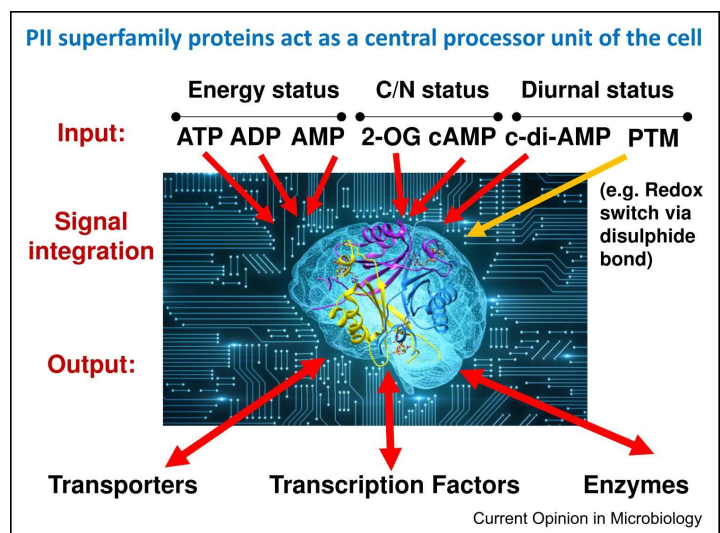 PII superfamily proteins act as a central processor unit of the cell
Energy status C/N status Diurnal status
Input: ATP ADP AMP 2-OG cAMP c-di-AMP PTM
(e.g. Redox
switch via
disulphide
bond)
Signal
integration
Output:
Transporters Transcription Factors Enzymes
Current Opinion in Microbiology